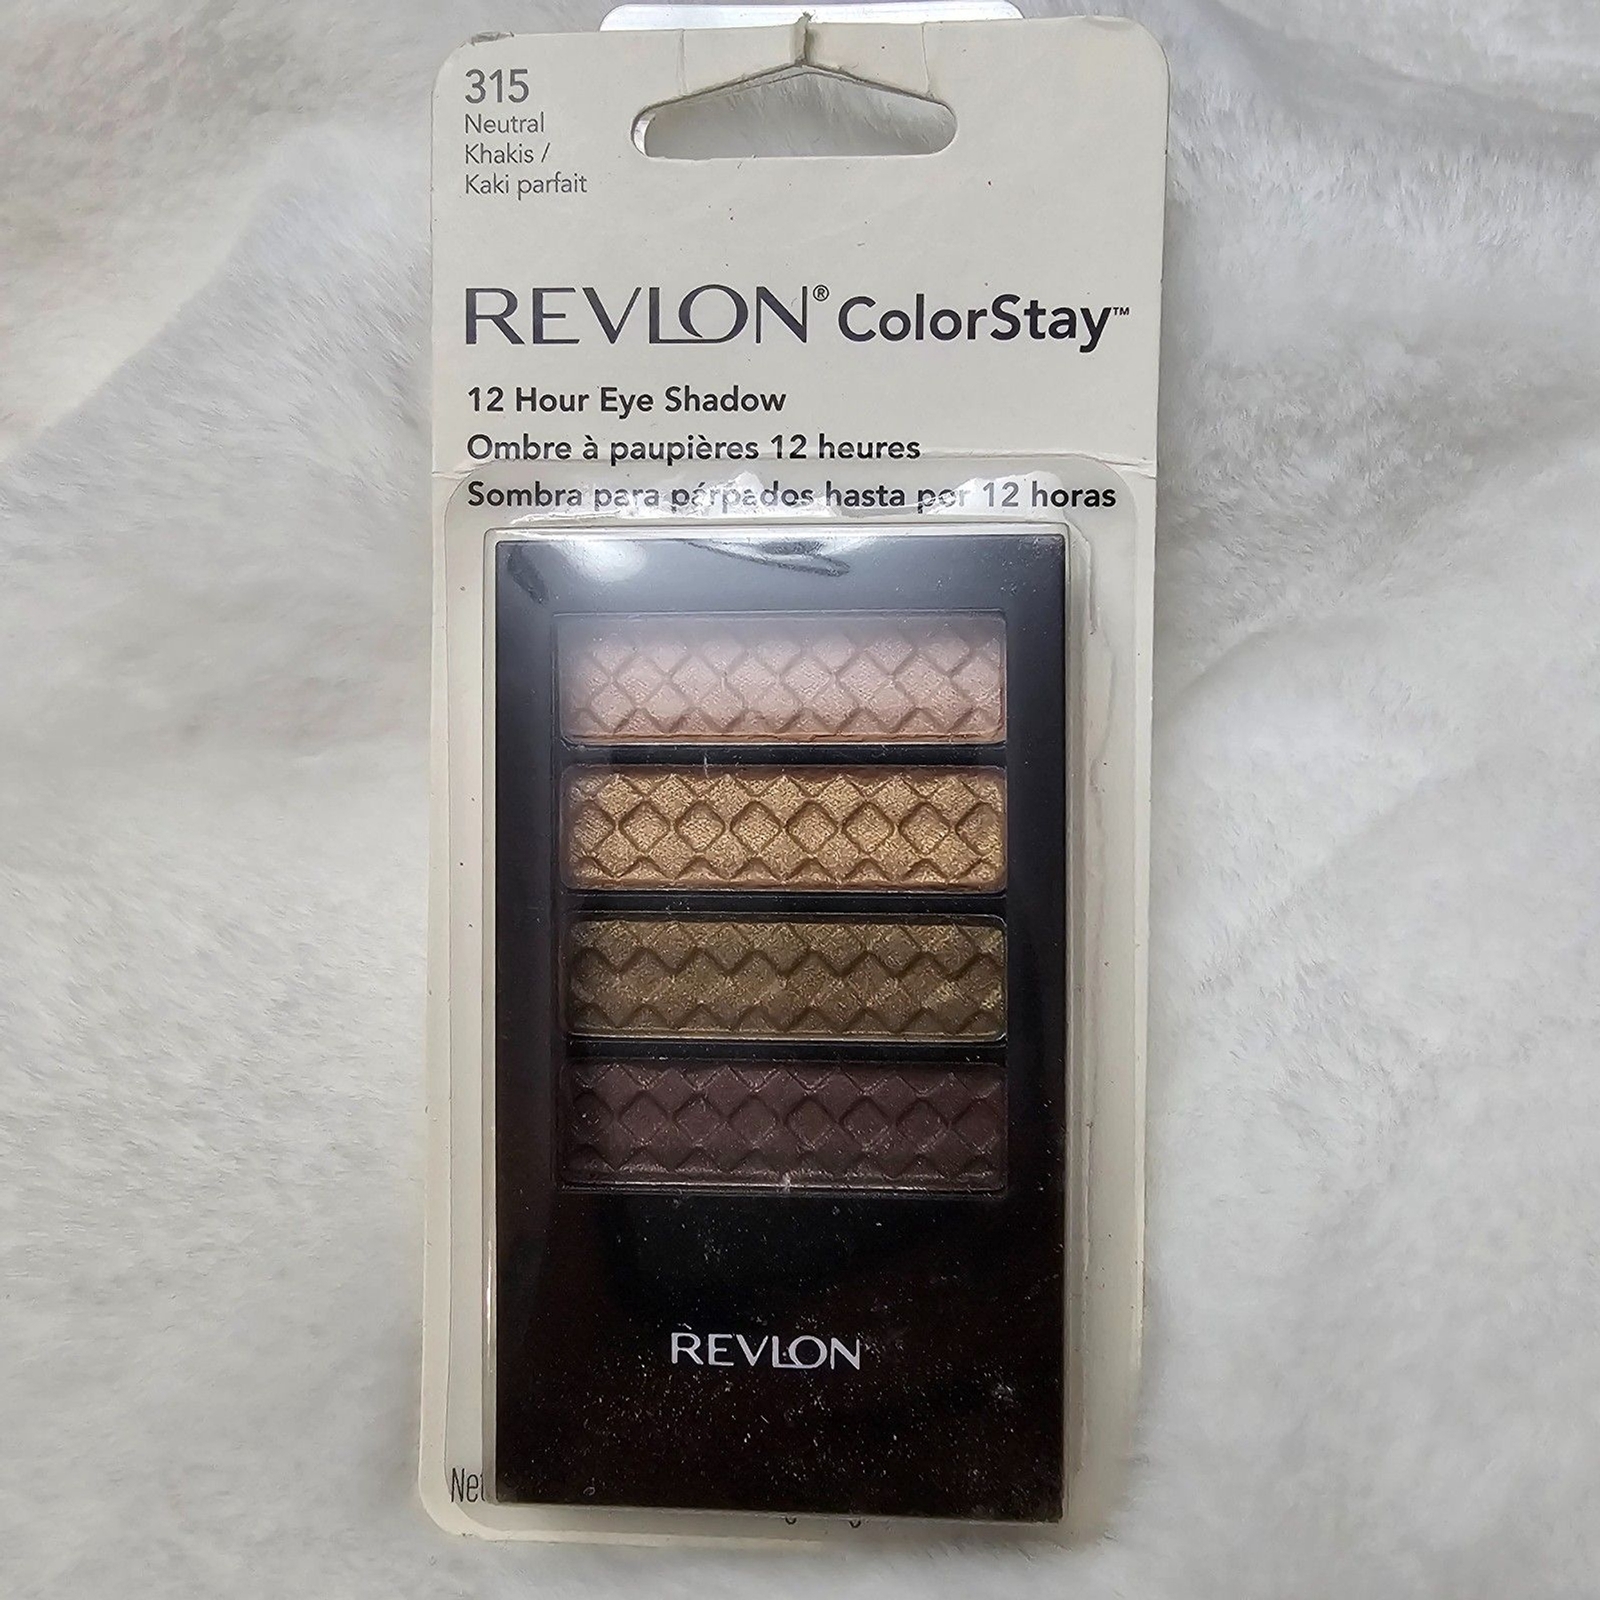 315
Neutral
Khakis /
Kaki parfait
REVLON® ColorStay™
12 Hour Eye Shadow
Ombre à paupières 12 heures
Sombra para párpados hasta por 12 horas
REVLON